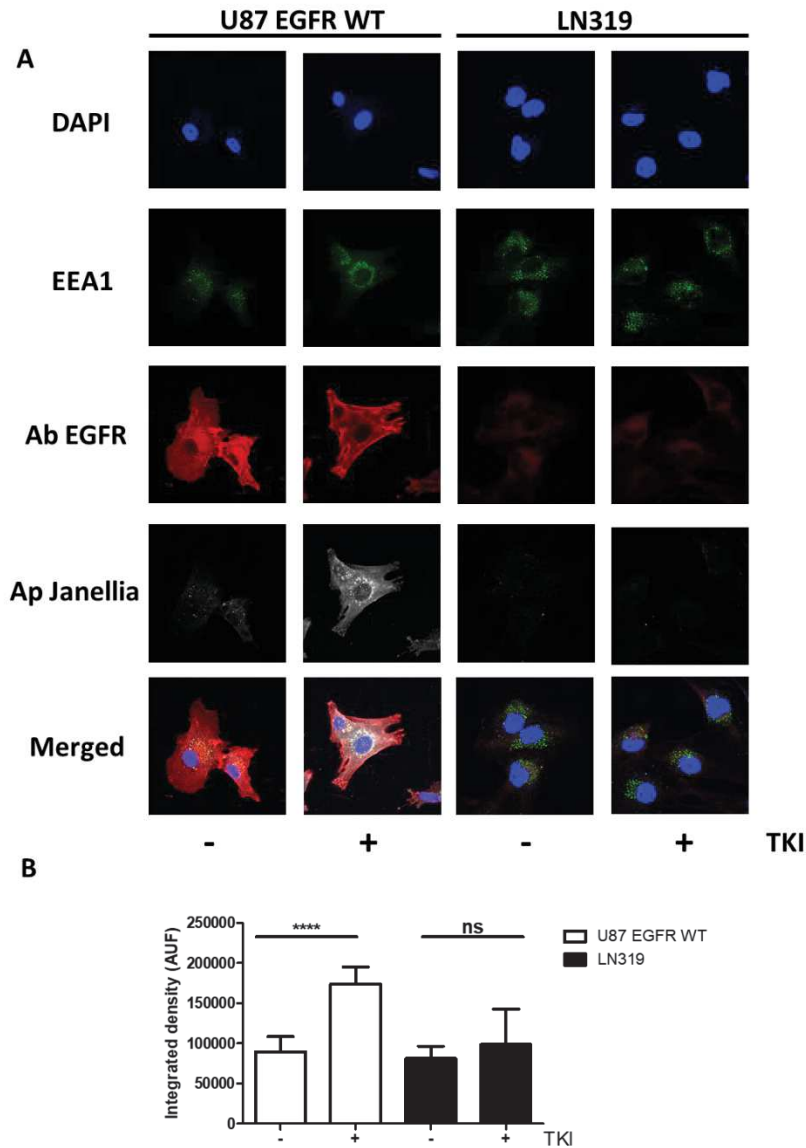 U87 EGFR WT LN319
A
DAPI
EEA1
Ab EGFR
Ap Janellia
Merged
- + - + TKI
B
Integrated density (AUF)
250000
200000
150000
100000
50000
0
**** ns
U87 EGFR WT
LN319
- + - + TKI